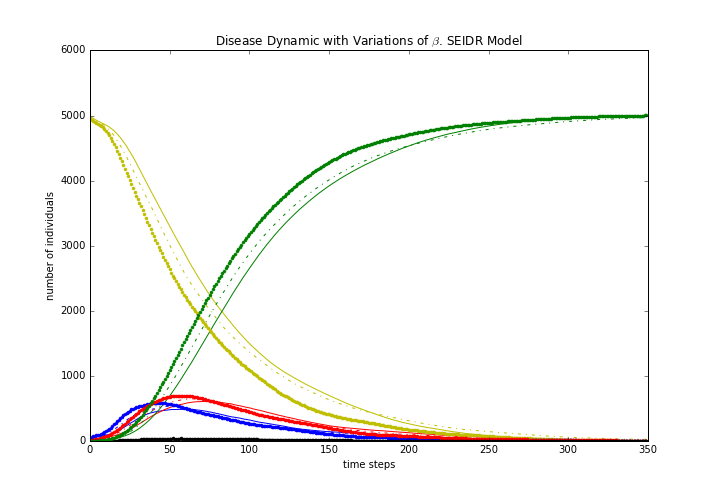 Disease Dynamic with Variations of β. SEIDR Model
6000
5000
4000
3000
2000
1000
0
number of individuals
0 50 100 150 200 250 300 350
time steps